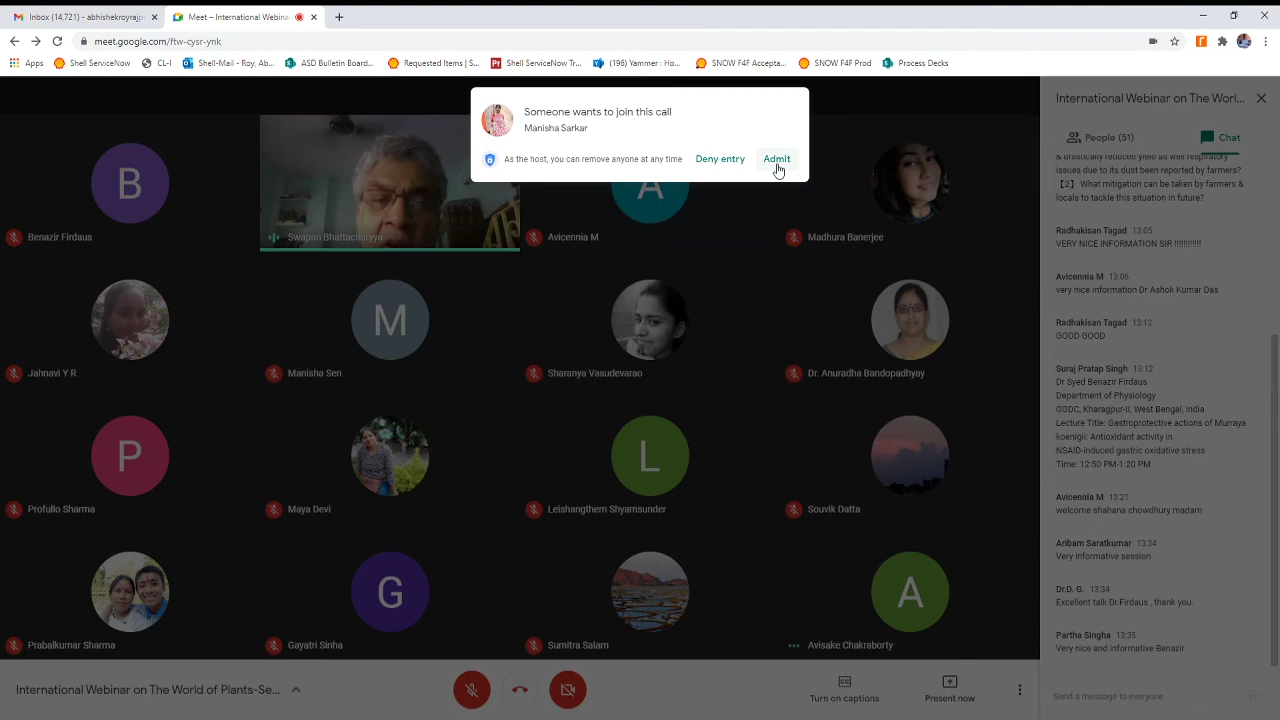 Inbox (14,721) - abhishekroyrajp
Meet – International Webina
meet.google.com/ftw-cysr-ynk
Apps
Shell ServiceNow
CL-I
Shell-Mail - Roy, Ab...
ASD Bulletin Board...
Requested Items | S...
Shell ServiceNow Tr...
(196) Yammer : Ho...
SNOW F4F Accepta...
SNOW F4F Prod
Process Decks
Someone wants to join this call
Manisha Sarkar
As the host, you can remove anyone at any time
Deny entry
Admit
B
Benazir Firdaus
Swapan Bhattacharyya
A
Avicennia M
Madhura Banerjee
Jahnavi Y R
M
Manisha Sen
Sharanya Vasudevarao
Dr. Anuradha Bandopadhyay
P
Profullo Sharma
Maya Devi
L
Leishangthem Shyamsunder
Souvik Datta
Prabalkumar Sharma
G
Gayatri Sinha
Sumitra Salam
A
Avisake Chakraborty
International Webinar on The World of Plants-Se...
CC
Turn on captions
Present now
International Webinar on The Worl...
People (51)
Chat
& drastically reduced yield as well respiratory
issues due to its dust been reported by farmers?
【2】 What mitigation can be taken by farmers &
locals to tackle this situation in future?
Radhakisan Tagad 13:05
VERY NICE INFORMATION SIR !!!!!!!!!!!!
Avicennia M 13:06
very nice information Dr Ashok Kumar Das
Radhakisan Tagad 13:12
GOOD GOOD
Suraj Pratap Singh 13:12
Dr Syed Benazir Firdaus
Department of Physiology
GGDC, Kharagpur-II, West Bengal, India
Lecture Title: Gastroprotective actions of Murraya
koenigii: Antioxidant activity in
NSAID-induced gastric oxidative stress
Time: 12:50 PM-1:20 PM
Avicennia M 13:21
welcome shahana chowdhury madam
Aribam Saratkumar 13:34
Very informative session
Dr.D. G. 13:34
Excellent talk Dr.Firdaus , thank you.
Partha Singha 13:35
Very nice and informative Benazir.
Send a message to everyone